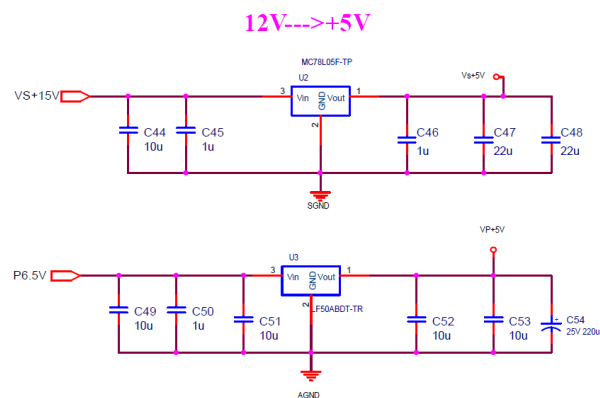 12V--->+5V
MC78L05F-TP
U2
Vs+5V
VS+15V
3
Vin
GND
Vout
1
2
C44
10u
C45
1u
C46
1u
C47
22u
C48
22u
SGND
U3
VP+5V
P6.5V
3
Vin
GND
Vout
1
2
LF50ABDT-TR
C49
10u
C50
1u
C51
10u
C52
10u
C53
10u
+
C54
25V 220u
AGND